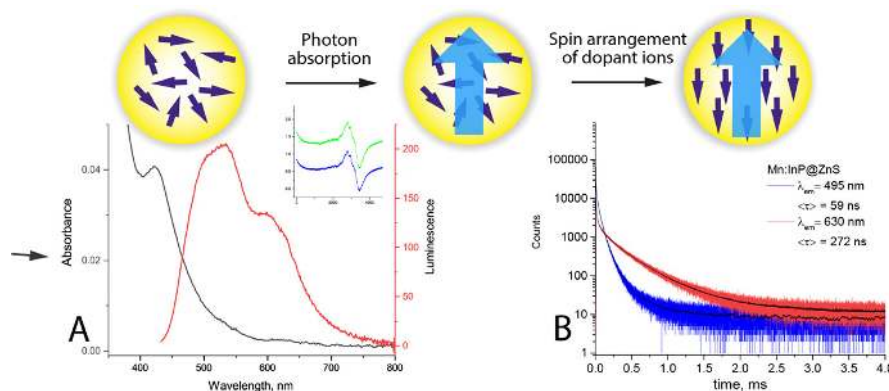 Photon
absorption
Spin arrangement
of dopant ions
A
Absorbance
0.04
0.02
0.00
400
500
600
700
800
Wavelength, nm
Luminescence
200
150
100
50
0
B
Counts
100000
10000
1000
100
10
1
0.0
0.5
1.0
1.5
2.0
2.5
3.0
3.5
4.0
time, ms
Mn:InP@ZnS
λem= 495 nm
<τ> = 59 ns
λem= 630 nm
<τ> = 272 ns